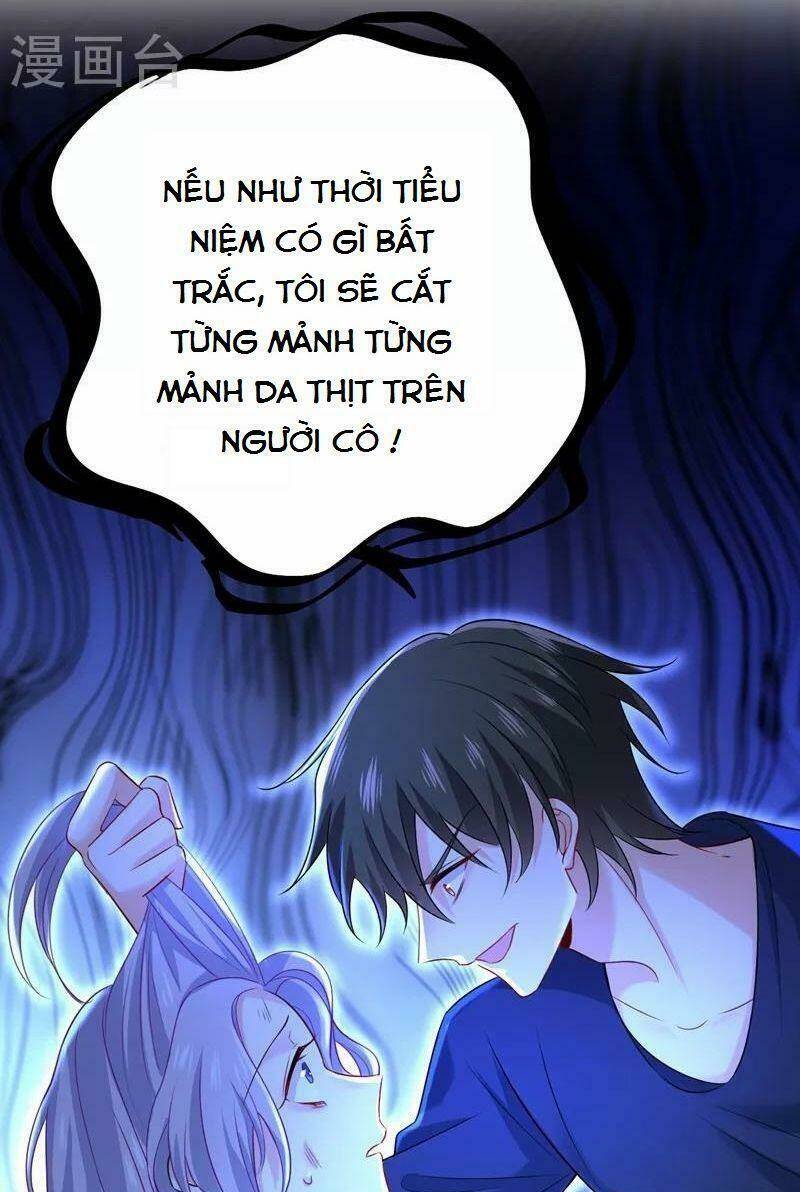 漫画台
NẾU NHƯ THỜI TIỂU
NIỆM CÓ GÌ BẤT
TRẮC, TÔI SẼ CẮT
TỪNG MẢNH TỪNG
MẢNH DA THỊT TRÊN
NGƯỜI CÔ !